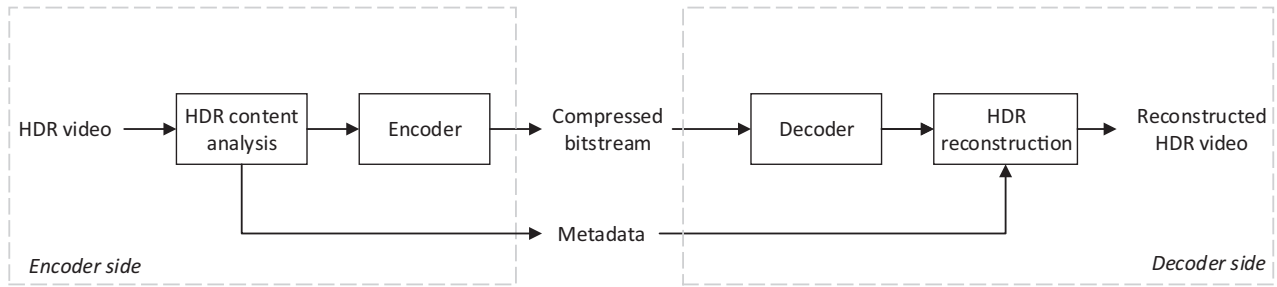 HDR video
HDR content
analysis
Encoder
Compressed
bitstream
Decoder
HDR
reconstruction
Reconstructed
HDR video
Metadata
Encoder side
Decoder side